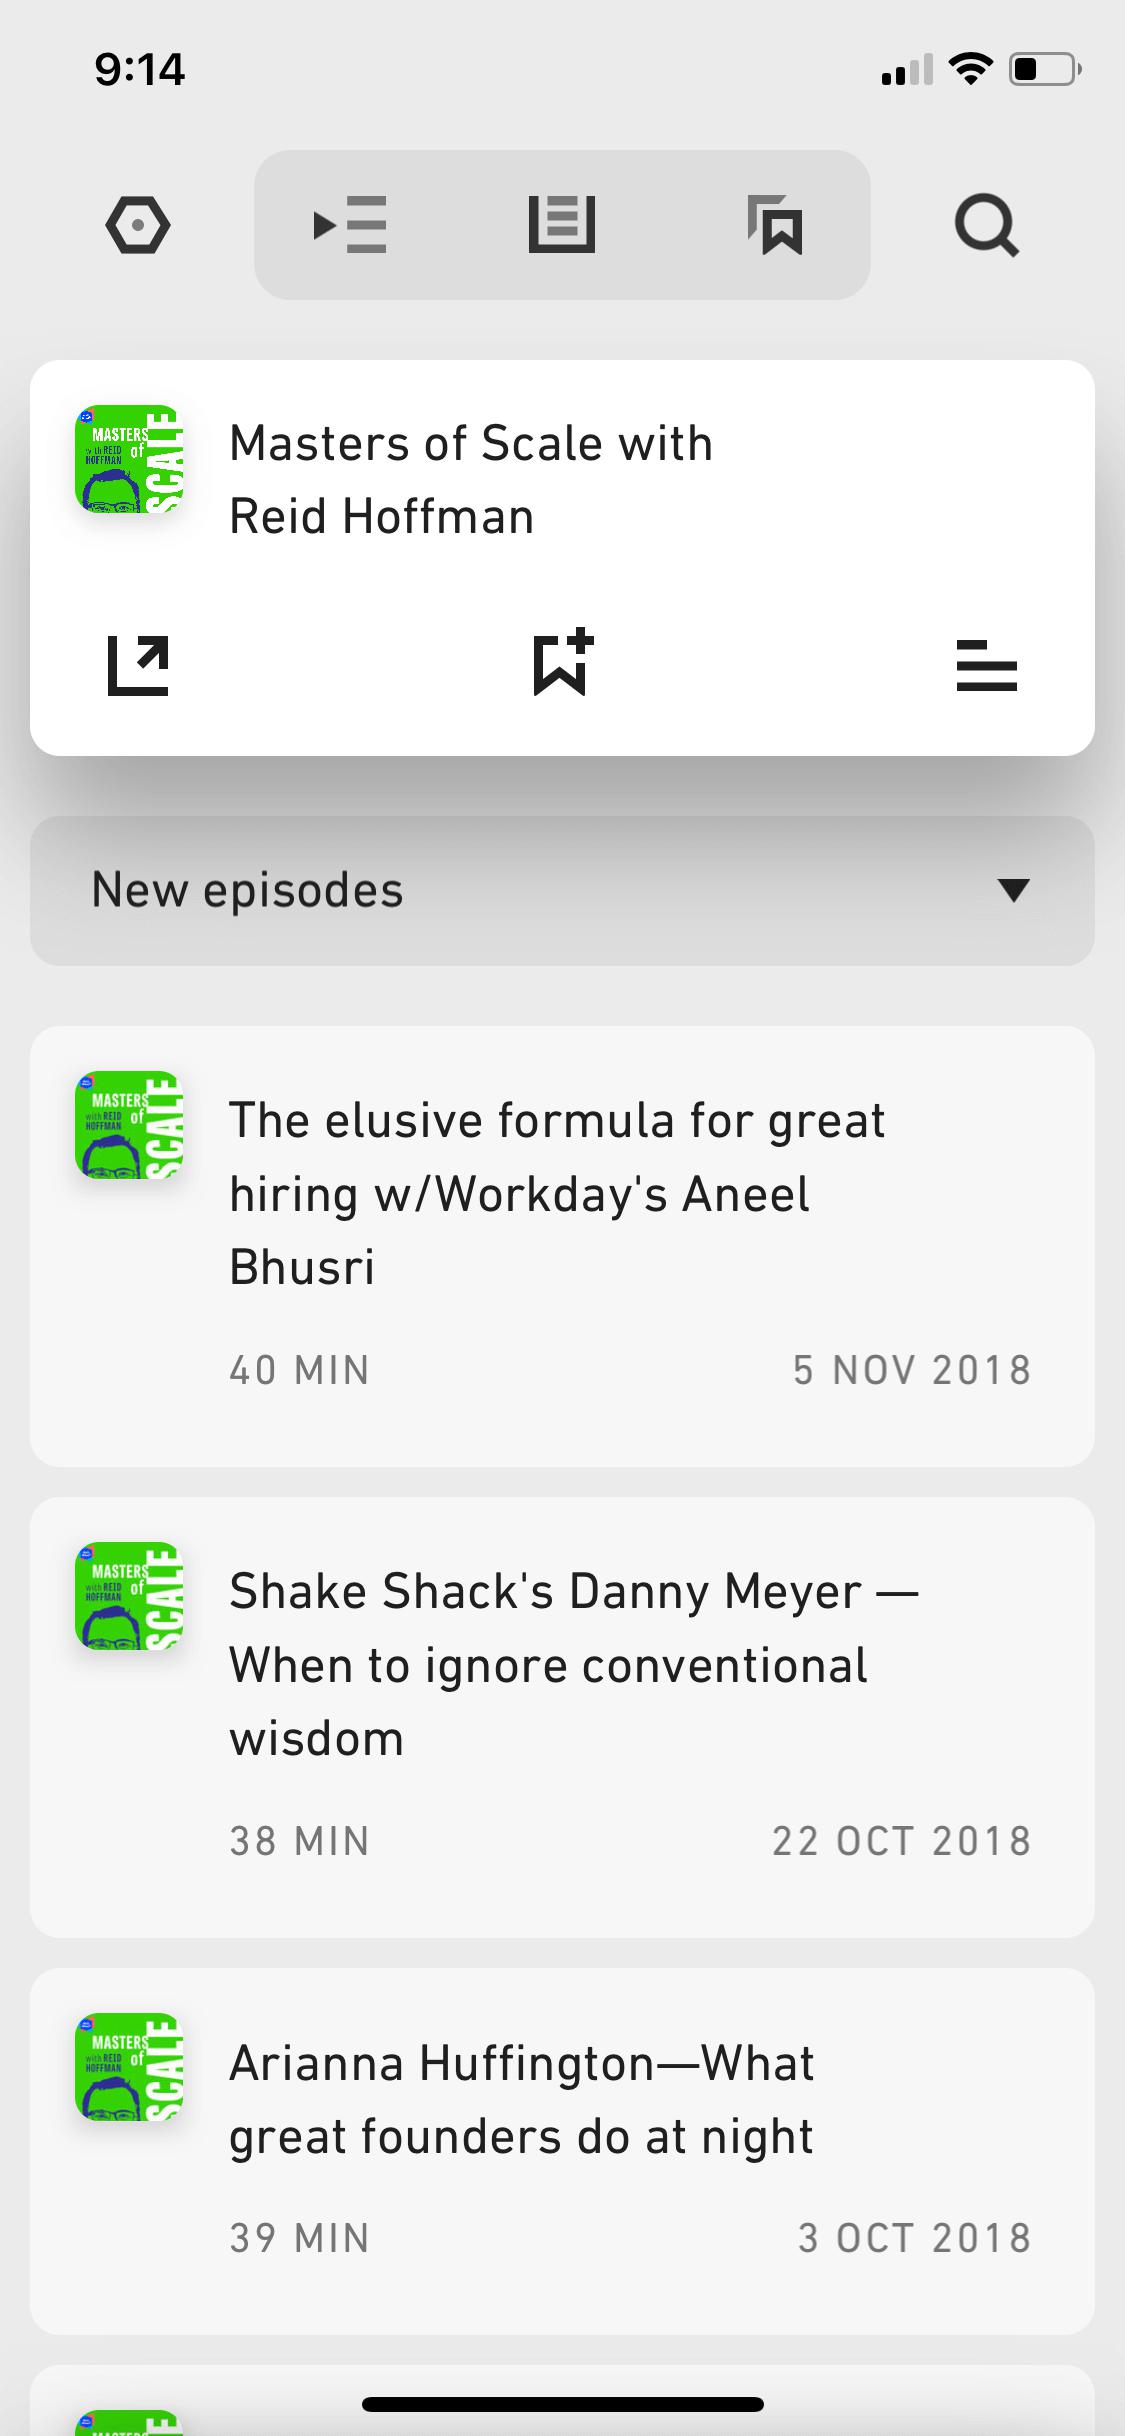 9:14
MASTERS
of
with REID
HOFFMAN
SCALE
Masters of Scale with
Reid Hoffman
New episodes
MASTERS
with REID
of
HOFFMAN
SCALE
The elusive formula for great
hiring w/Workday's Aneel
Bhusri
40 MIN
5 NOV 2018
MASTERS
with REID
of
HOFFMAN
SCALE
Shake Shack's Danny Meyer —
When to ignore conventional
wisdom
38 MIN
22 OCT 2018
MASTERS
with REID
of
HOFFMAN
SCALE
Arianna Huffington—What
great founders do at night
39 MIN
3 OCT 2018